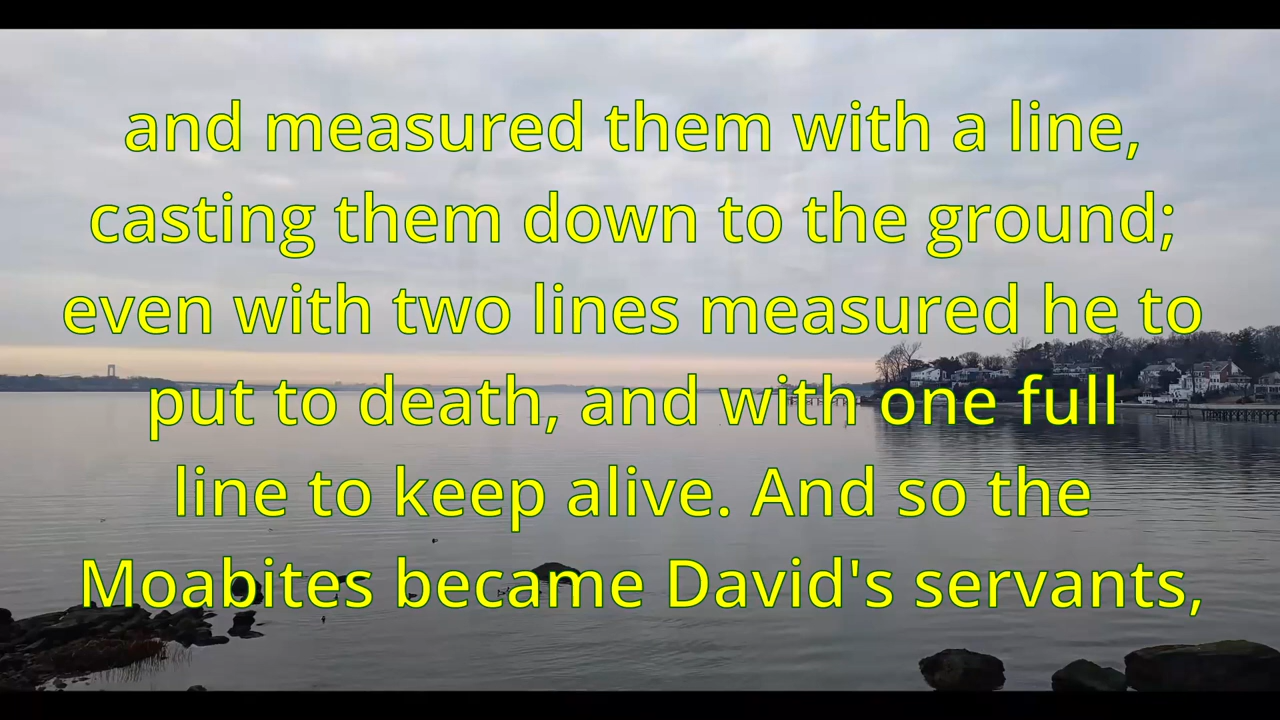 and measured them with a line,
casting them down to the ground;
even with two lines measured he to
put to death, and with one full
line to keep alive. And so the
Moabites became David's servants,